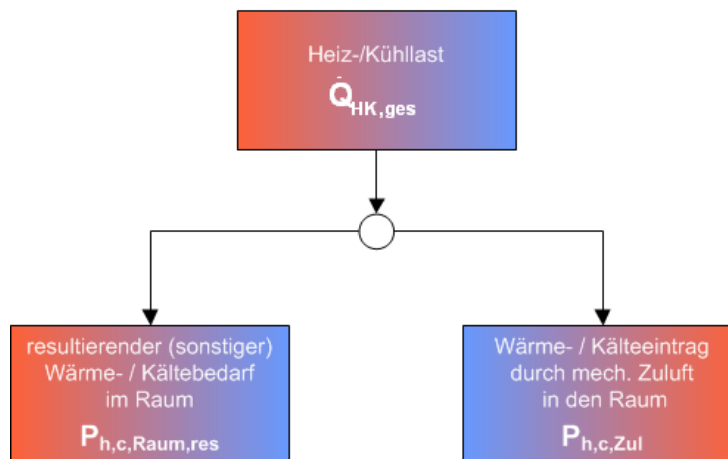 Heiz-/Kühllast
Q̇HK,ges
resultierender (sonstiger)
Wärme- / Kältebedarf
im Raum
Ph,c,Raum,res
Wärme- / Kälteeintrag
durch mech. Zuluft
in den Raum
Ph,c,Zul